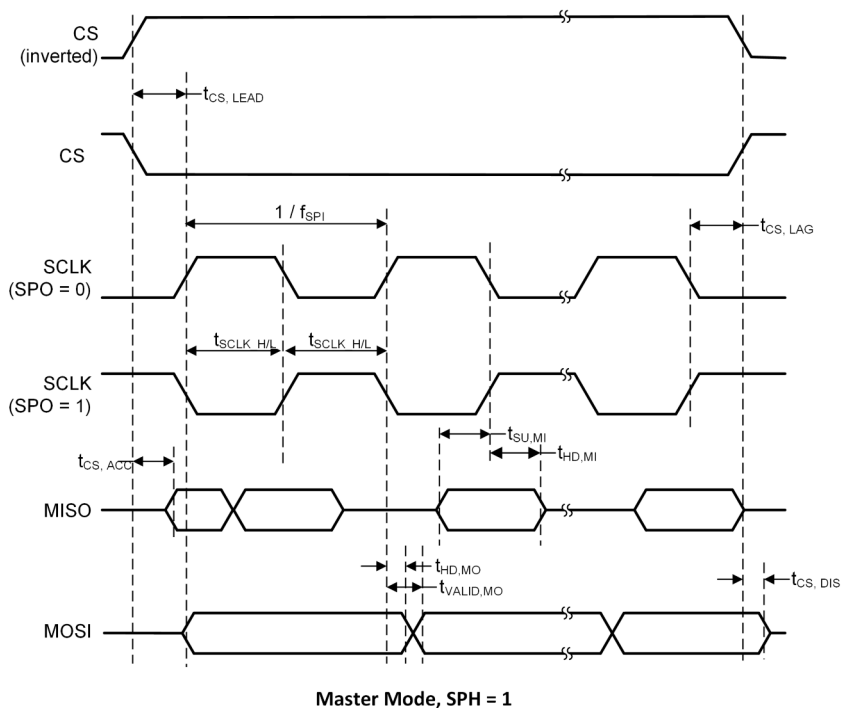 CS
(inverted)
tCS, LEAD
CS
1 / fSPI
tCS, LAG
SCLK
(SPO = 0)
tSCLK_H/L
tSCLK_H/L
SCLK
(SPO = 1)
tSU,MI
tHD,MI
tCS, ACC
MISO
tHD,MO
tVALID,MO
tCS, DIS
MOSI
Master Mode, SPH = 1